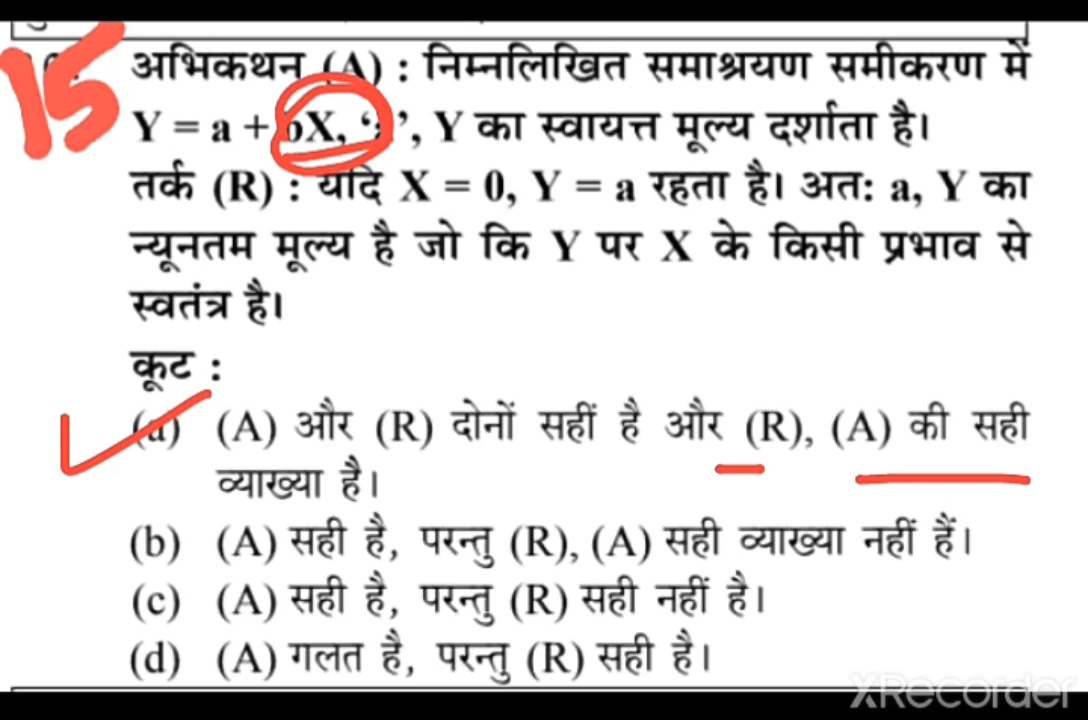 15
अभिकथन (A) : निम्नलिखित समाश्रयण समीकरण में
Y = a + bX, ‘a’, Y का स्वायत्त मूल्य दर्शाता है।
तर्क (R) : यदि X = 0, Y = a रहता है। अत: a, Y का
न्यूनतम मूल्य है जो कि Y पर X के किसी प्रभाव से
स्वतंत्र है।
कूट :
(a) (A) और (R) दोनों सहीं है और (R), (A) की सही
व्याख्या है।
(b) (A) सही है, परन्तु (R), (A) सही व्याख्या नहीं हैं।
(c) (A) सही है, परन्तु (R) सही नहीं है।
(d) (A) गलत है, परन्तु (R) सही है।
XRecorder